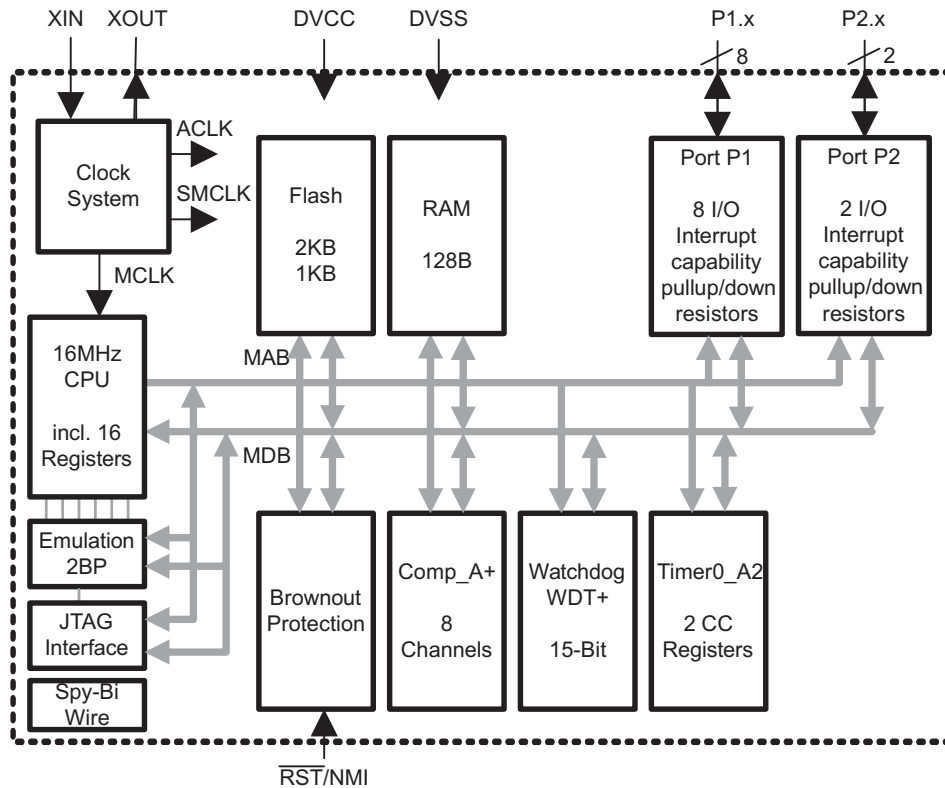 XIN
XOUT
DVCC
DVSS
P1.x
P2.x
8
2
Clock
System
ACLK
SMCLK
MCLK
Flash
2KB
1KB
RAM
128B
Port P1
8 I/O
Interrupt
capability
pullup/down
resistors
Port P2
2 I/O
Interrupt
capability
pullup/down
resistors
16MHz
CPU
incl. 16
Registers
MAB
MDB
Emulation
2BP
JTAG
Interface
Spy-Bi
Wire
Brownout
Protection
Comp_A+
8
Channels
Watchdog
WDT+
15-Bit
Timer0_A2
2 CC
Registers
RST/NMI